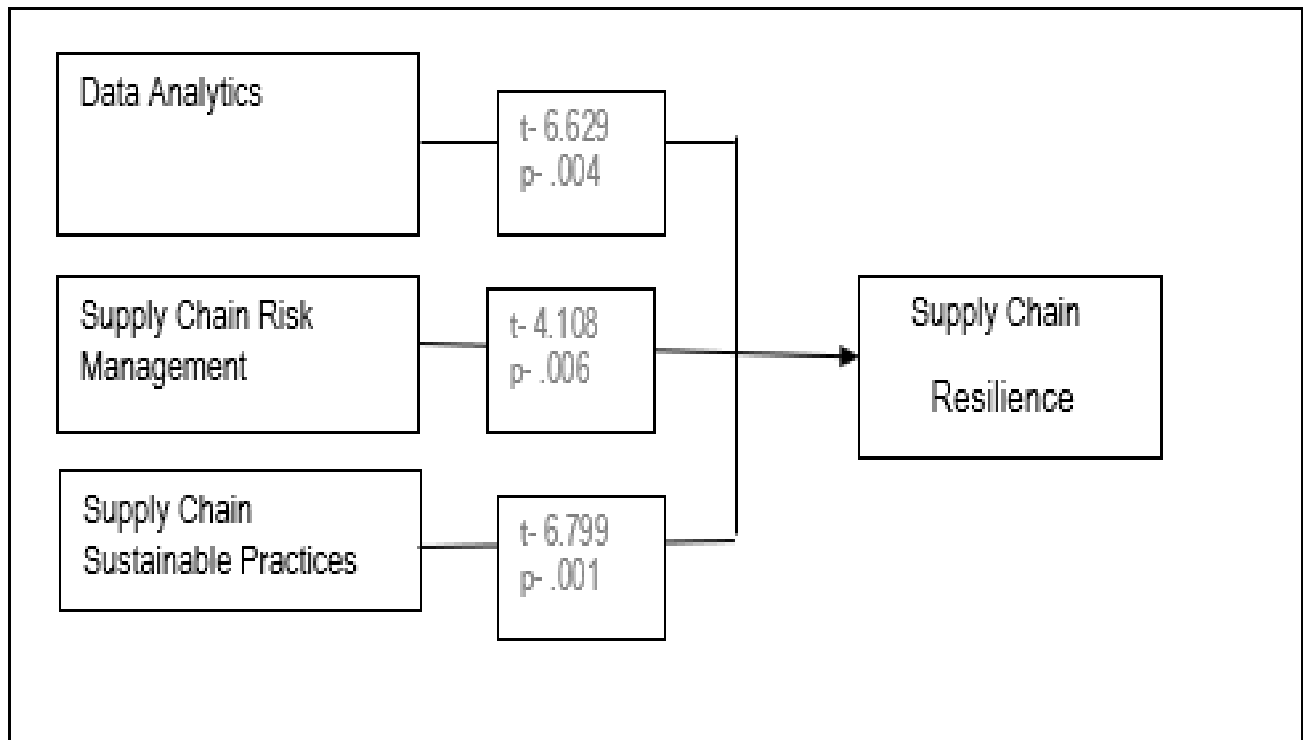 Data Analytics
t- 6.629
p- .004
Supply Chain Risk
Management
t- 4.108
p- .006
Supply Chain
Resilience
Supply Chain
Sustainable Practices
t- 6.799
p- .001